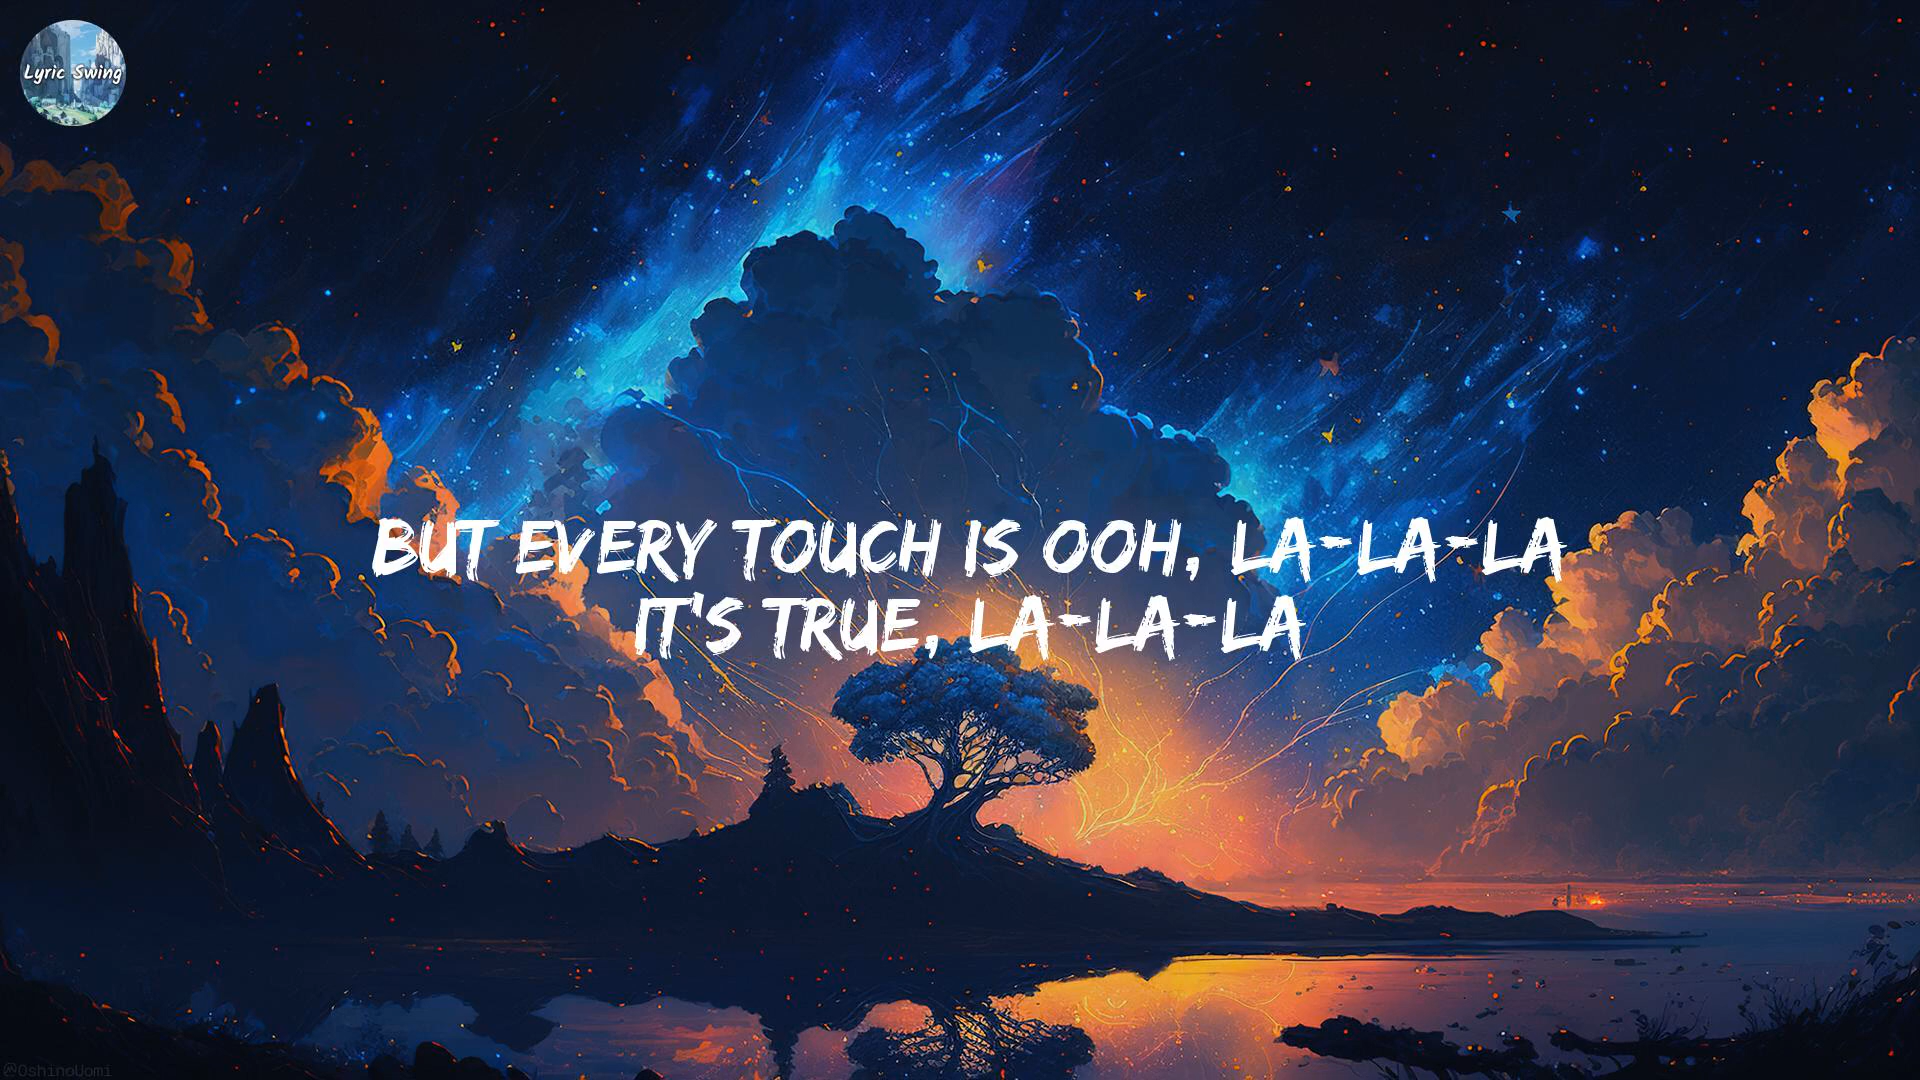 Lyric Swing
BUT EVERY TOUCH IS OOH, LA-LA-LA
IT'S TRUE, LA-LA-LA
@OshinoUomi